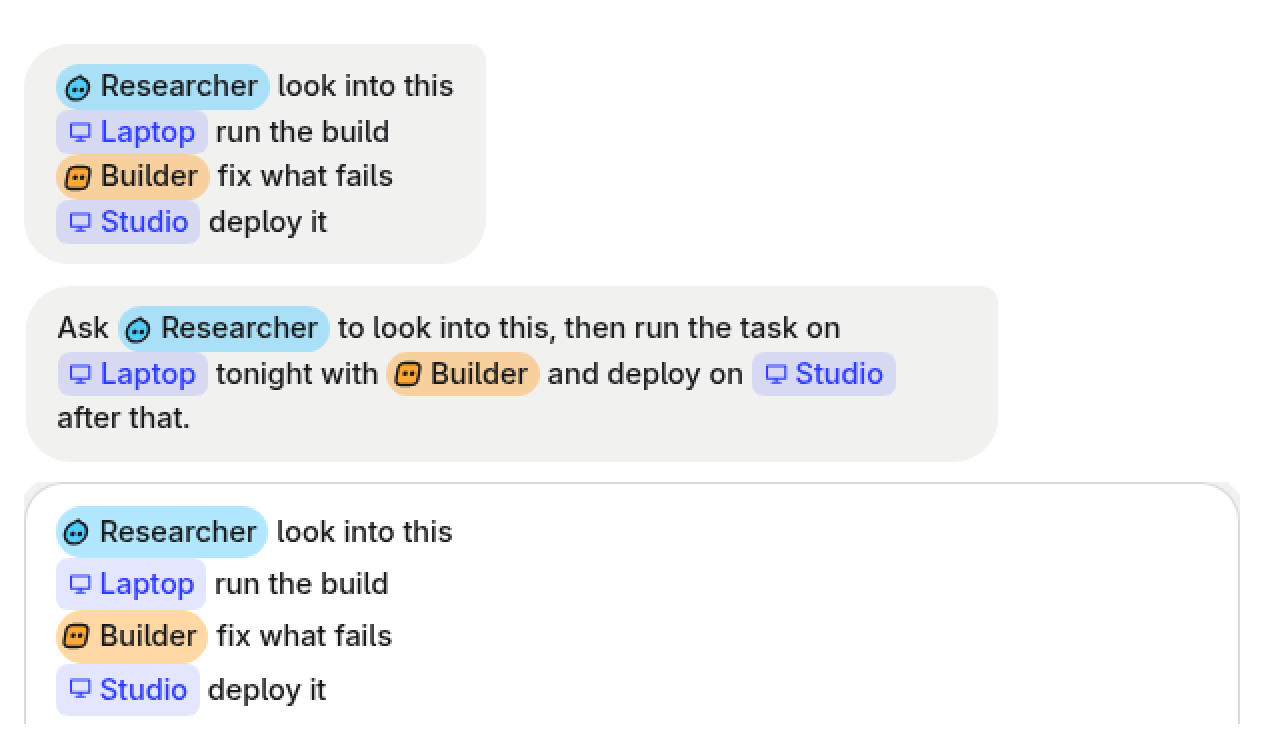 Researcher look into this
Laptop run the build
Builder fix what fails
Studio deploy it
Ask Researcher to look into this, then run the task on
Laptop tonight with Builder and deploy on Studio
after that.
Researcher look into this
Laptop run the build
Builder fix what fails
Studio deploy it